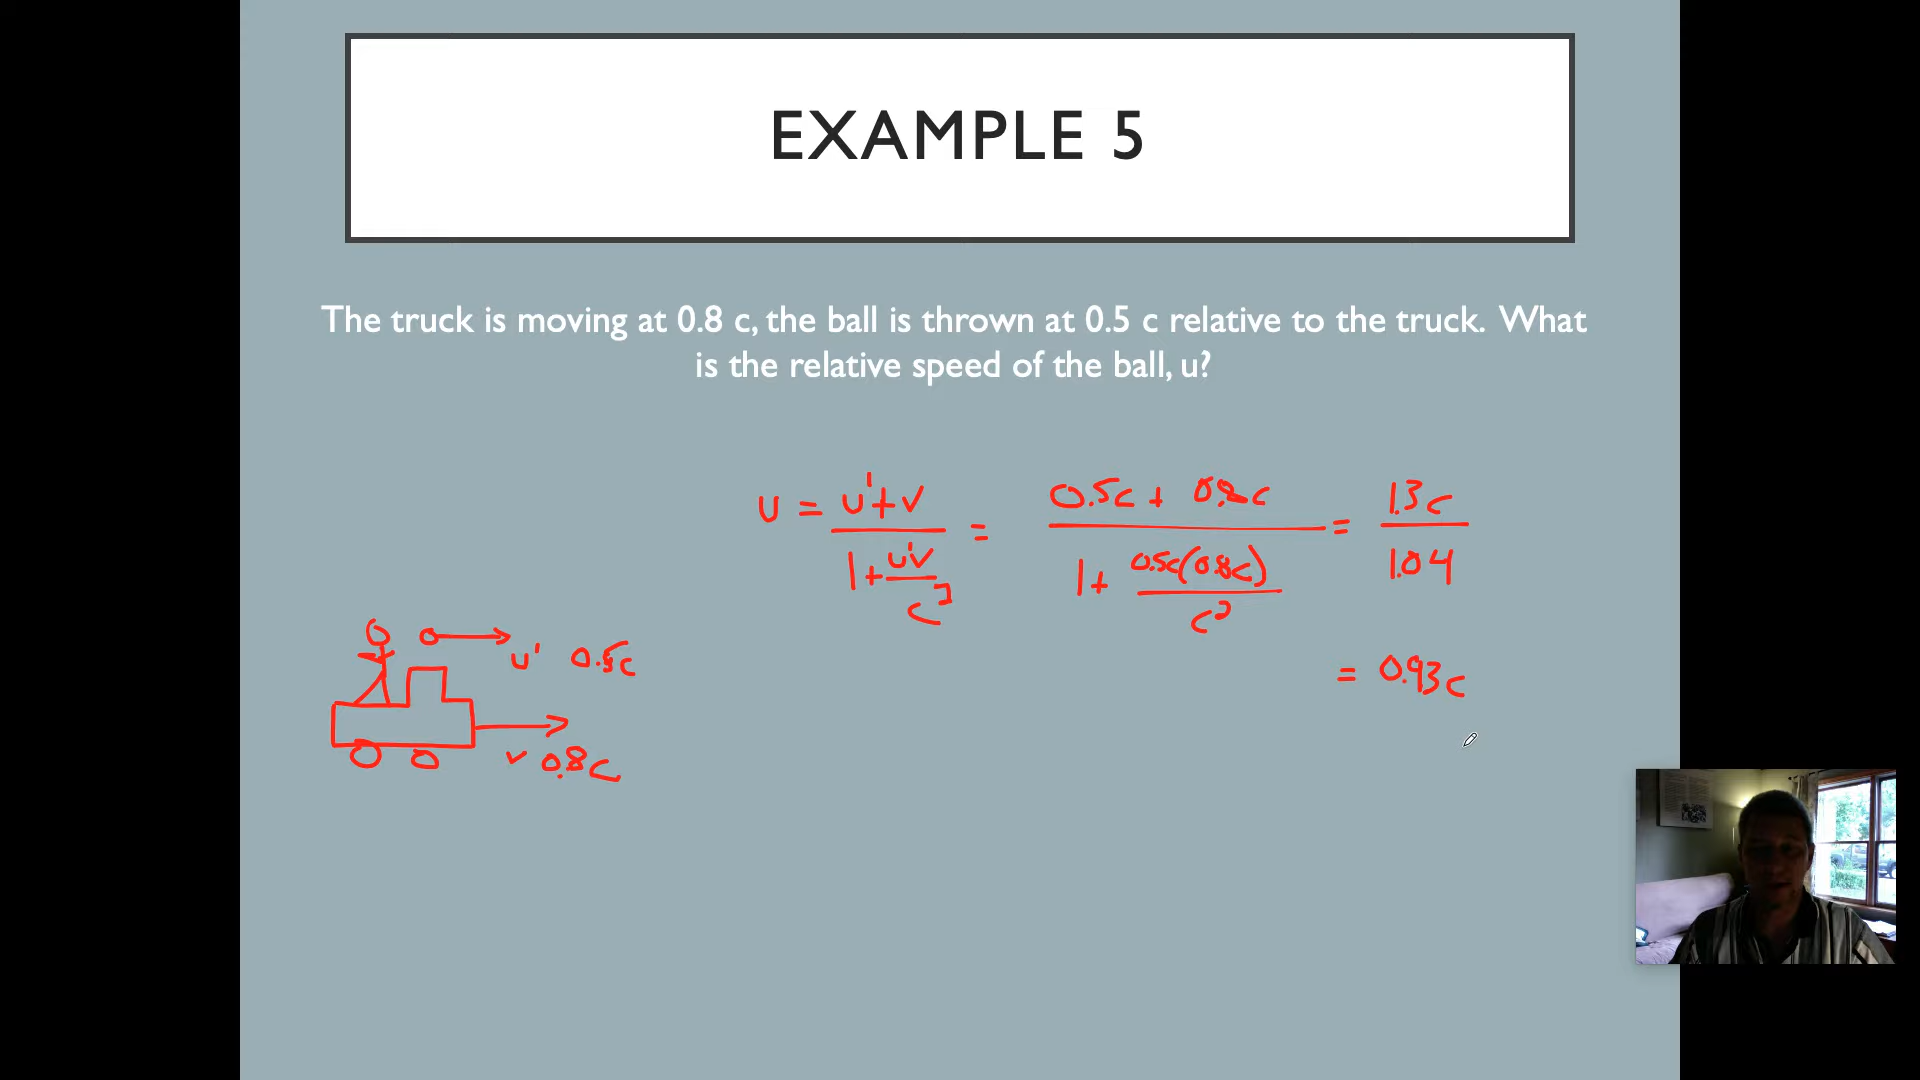 EXAMPLE 5
The truck is moving at 0.8 c, the ball is thrown at 0.5 c relative to the truck. What
is the relative speed of the ball, u?
u = (u'+v)/(1+u'v/c²) = (0.5c + 0.8c)/(1+0.5c(0.8c)/c²) = 1.3c/1.04
= 0.93c
u' 0.5c
v 0.8c